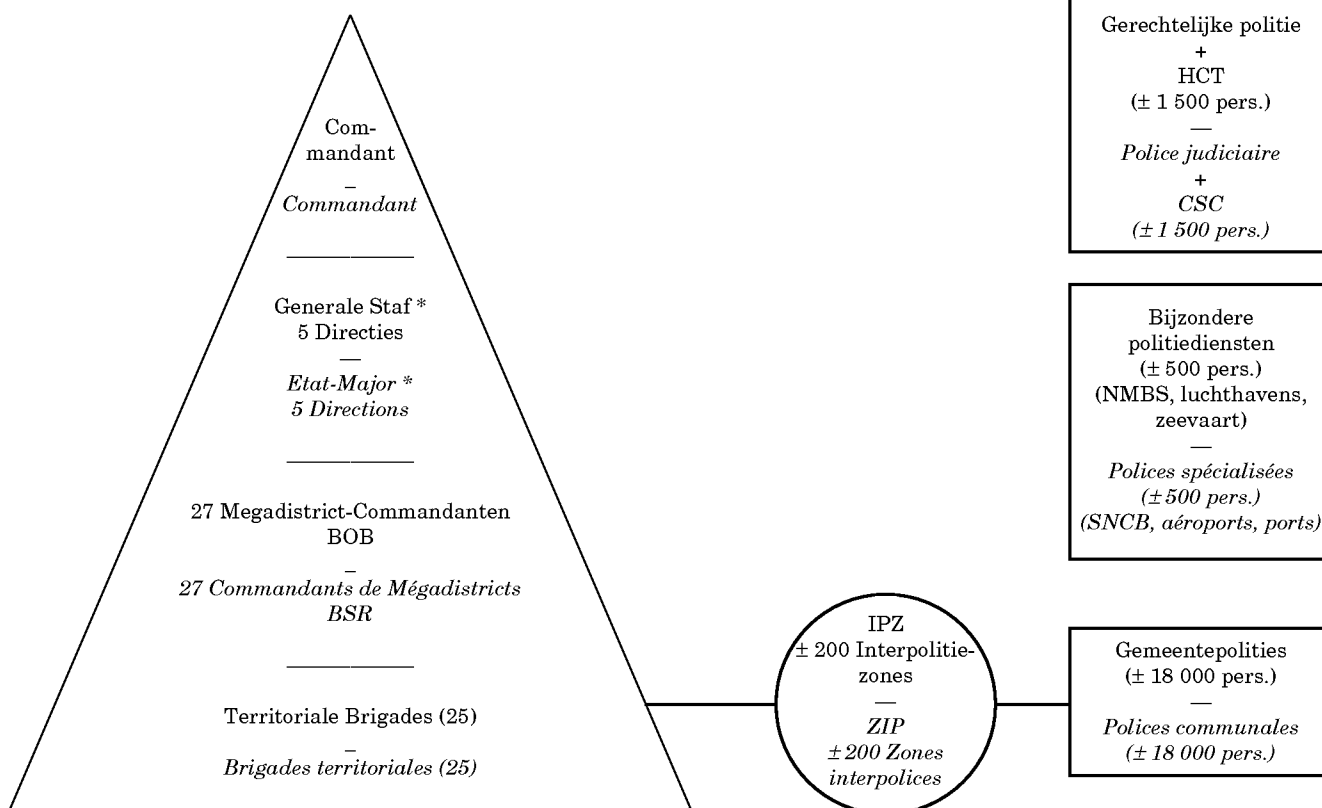 Com-
mandant
–
Commandant
Generale Staf *
5 Directies
—
Etat-Major *
5 Directions
27 Megadistrict-Commandanten
BOB
–
27 Commandants de Mégadistricts
BSR
Territoriale Brigades (25)
–
Brigades territoriales (25)
IPZ
± 200 Interpolitie-
zones
—
ZIP
± 200 Zones
interpolices
Gerechtelijke politie
+
HCT
(± 1 500 pers.)
—
Police judiciaire
+
CSC
(± 1 500 pers.)
Bijzondere
politiediensten
(± 500 pers.)
(NMBS, luchthavens,
zeevaart)
—
Polices spécialisées
(± 500 pers.)
(SNCB, aéroports, ports)
Gemeentepolities
(± 18 000 pers.)
—
Polices communales
(± 18 000 pers.)